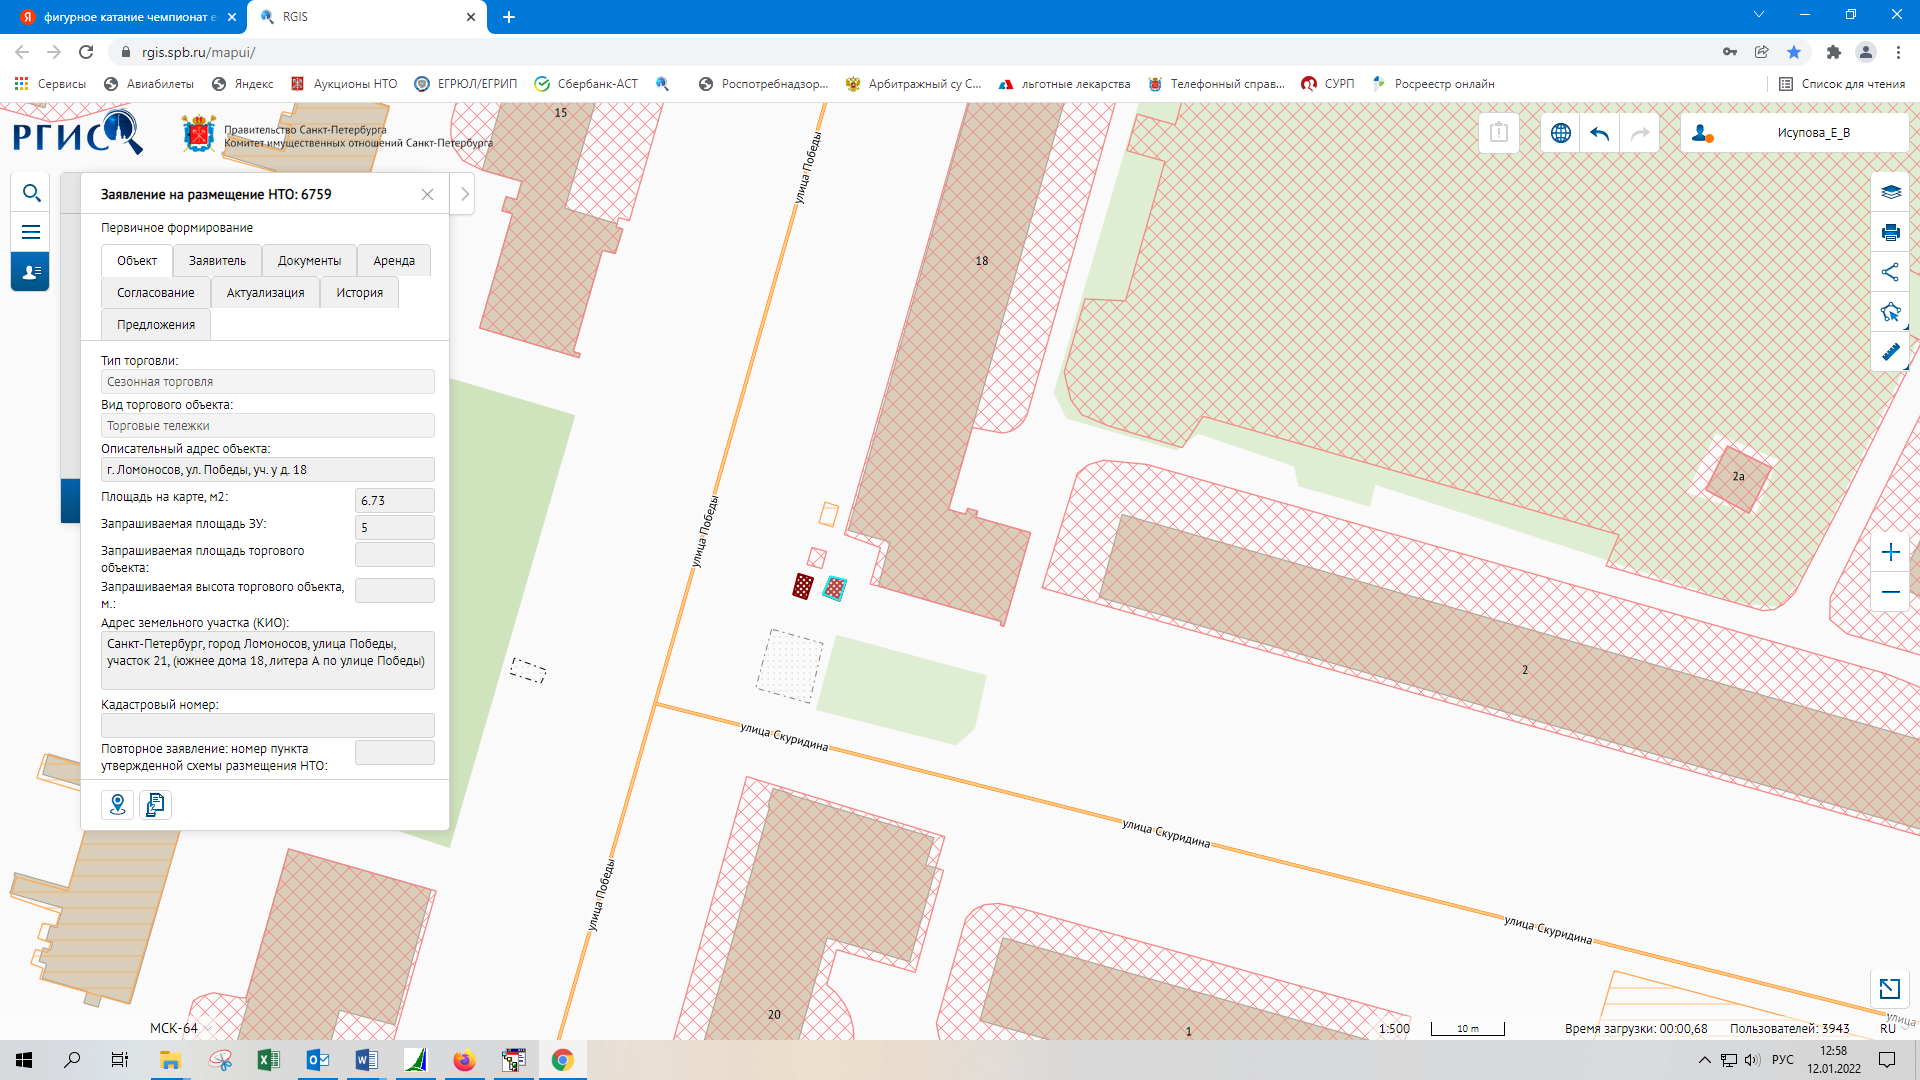 фигурное катание чемпионат е
RGIS
rgis.spb.ru/mapui/
Сервисы
Авиабилеты
Яндекс
Аукционы НТО
ЕГРЮЛ/ЕГРИП
Сбербанк-АСТ
Роспотребнадзор...
Арбитражный су С...
льготные лекарства
Телефонный справ...
СУРП
Росреестр онлайн
Список для чтения
РГИС
Правительство Санкт-Петербурга
Комитет имущественных отношений Санкт-Петербурга
Исупова_Е_В
Заявление на размещение НТО: 6759
Первичное формирование
Объект
Заявитель
Документы
Аренда
Согласование
Актуализация
История
Предложения
Тип торговли:
Сезонная торговля
Вид торгового объекта:
Торговые тележки
Описательный адрес объекта:
г. Ломоносов, ул. Победы, уч. у д. 18
Площадь на карте, м2:
6.73
Запрашиваемая площадь ЗУ:
5
Запрашиваемая площадь торгового
объекта:
Запрашиваемая высота торгового объекта,
м.:
Адрес земельного участка (КИО):
Санкт-Петербург, город Ломоносов, улица Победы,
участок 21, (южнее дома 18, литера А по улице Победы)
Кадастровый номер:
Повторное заявление: номер пункта
утвержденной схемы размещения НТО:
15
улица Победы
18
2а
улица Победы
2
улица Скуридина
улица Скуридина
улица Победы
улица Скуридина
20
1
улица
МСК-64
1:500
10 m
Время загрузки: 00:00,68
Пользователей: 3943
RU
РУС
12:58
12.01.2022